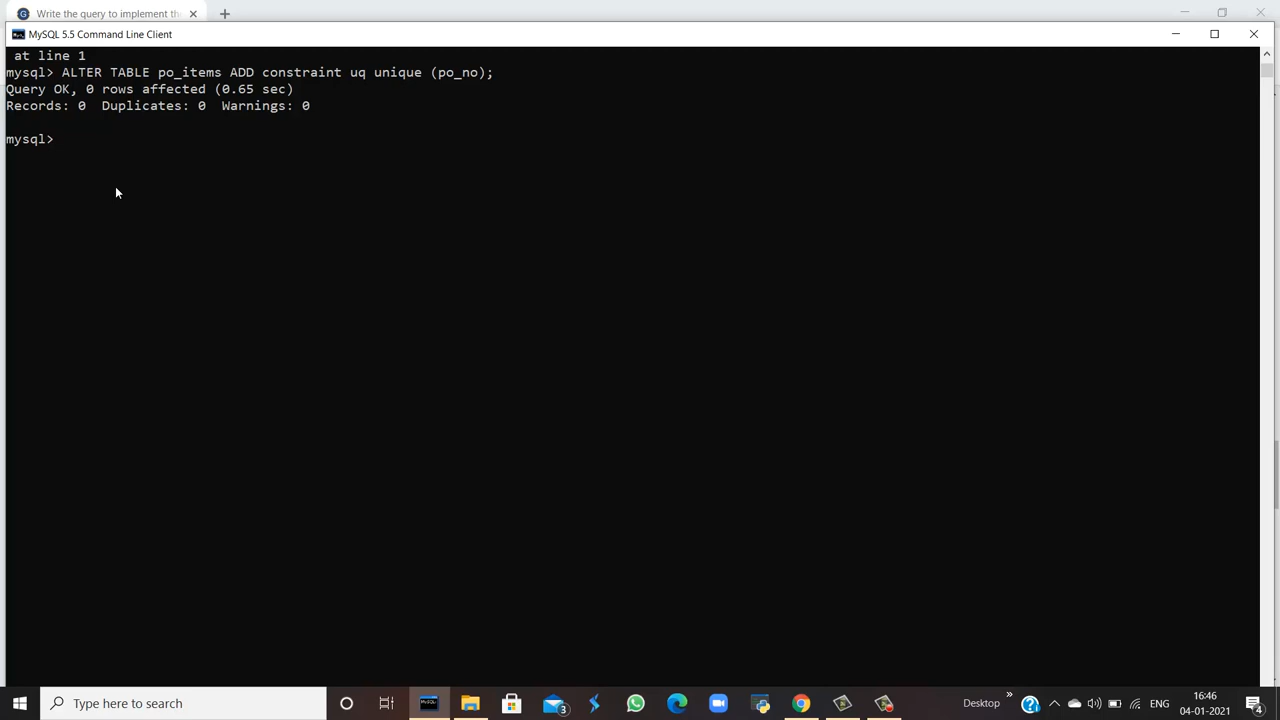 Write the query to implement th
MySQL 5.5 Command Line Client
at line 1
mysql> ALTER TABLE po_items ADD constraint uq unique (po_no);
Query OK, 0 rows affected (0.65 sec)
Records: 0  Duplicates: 0  Warnings: 0
mysql>
Type here to search
3
Desktop
ENG
16:46
04-01-2021
4